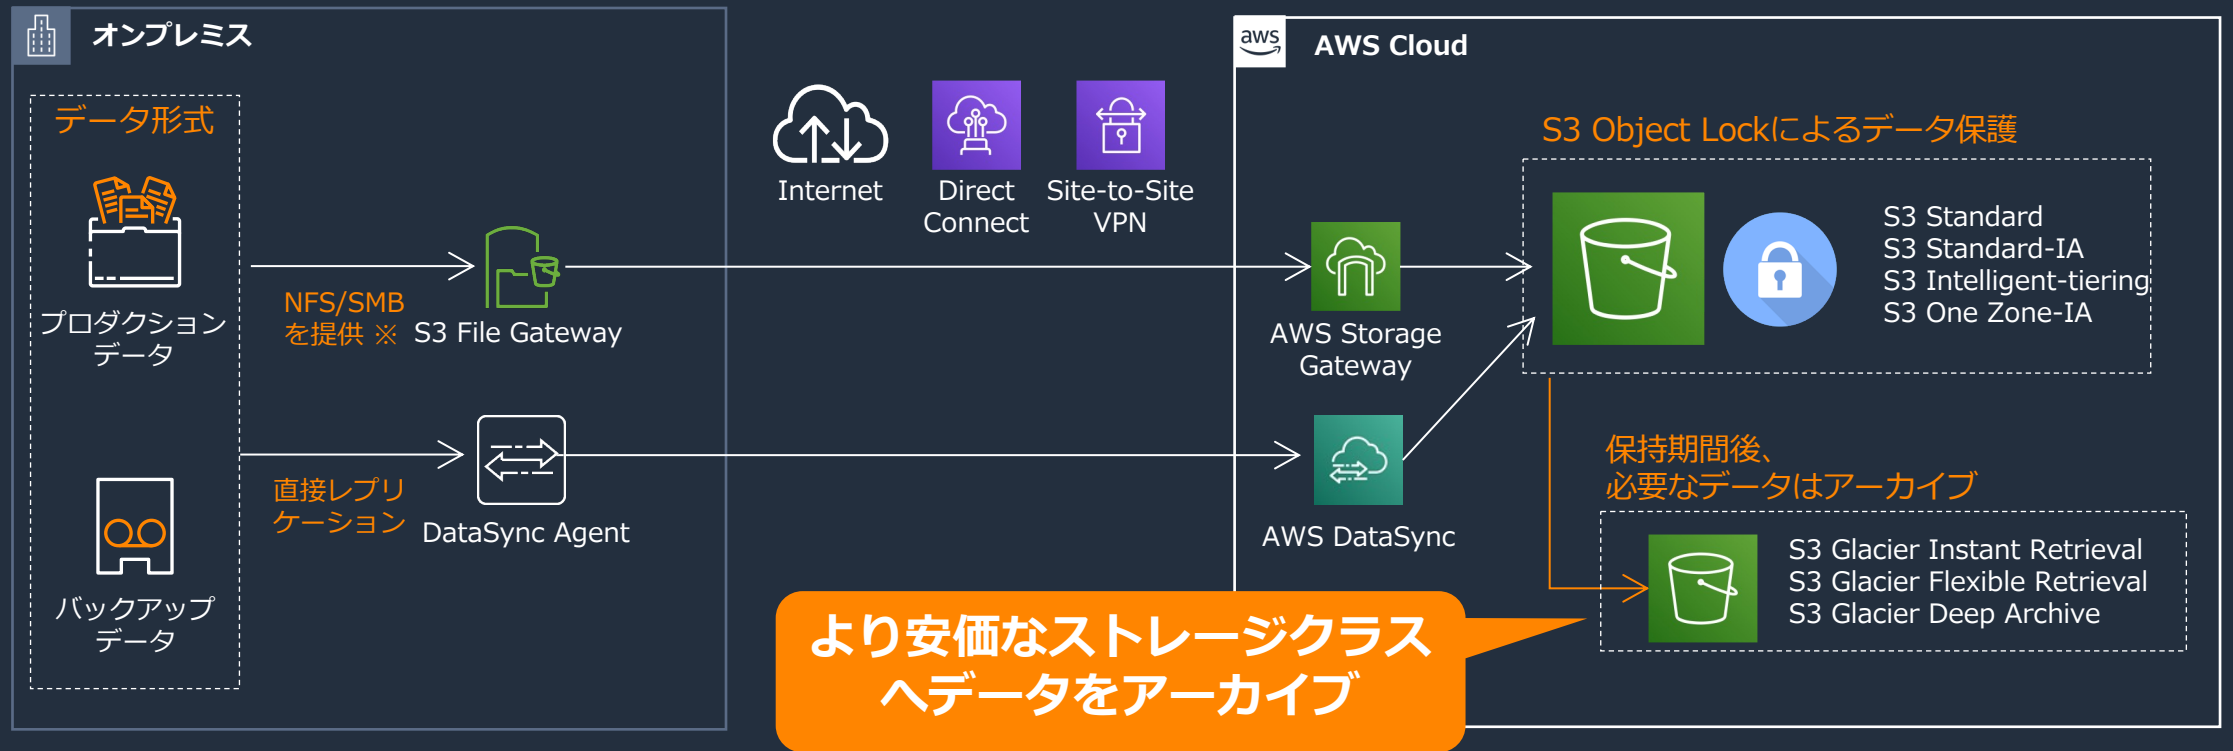 オンプレミス
データ形式
プロダクション
データ
バックアップ
データ
NFS/SMB
を提供 ※
S3 File Gateway
直接レプリ
ケーション
DataSync Agent
Internet
Direct
Connect
Site-to-Site
VPN
aws
AWS Cloud
AWS Storage
Gateway
AWS DataSync
S3 Object Lockによるデータ保護
S3 Standard
S3 Standard-IA
S3 Intelligent-tiering
S3 One Zone-IA
保持期間後、
必要なデータはアーカイブ
S3 Glacier Instant Retrieval
S3 Glacier Flexible Retrieval
S3 Glacier Deep Archive
より安価なストレージクラス
へデータをアーカイブ